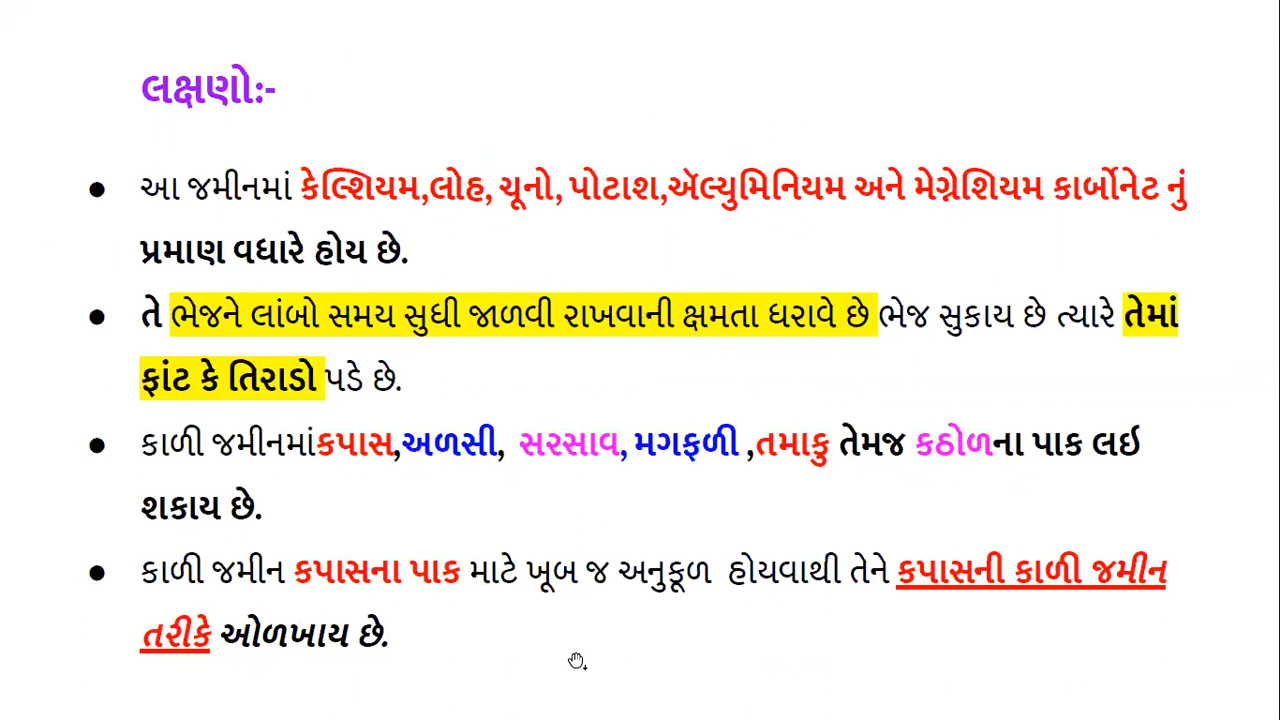 લક્ષણો:-
● આ જમીનમાં કેલ્શિયમ,લોહ, ચૂનો, પોટાશ,ઍલ્યુમિનિયમ અને મેગ્નેશિયમ કાર્બોનેટ નું
પ્રમાણ વધારે હોય છે.
● તે ભેજને લાંબો સમય સુધી જાળવી રાખવાની ક્ષમતા ધરાવે છે ભેજ સુકાય છે ત્યારે તેમાં
ફાંટ કે તિરાડો પડે છે.
● કાળી જમીનમાંકપાસ,અળસી, સરસાવ, મગફળી ,તમાકુ તેમજ કઠોળના પાક લઇ
શકાય છે.
● કાળી જમીન કપાસના પાક માટે ખૂબ જ અનુકૂળ હોયવાથી તેને કપાસની કાળી જમીન
તરીકે ઓળખાય છે.